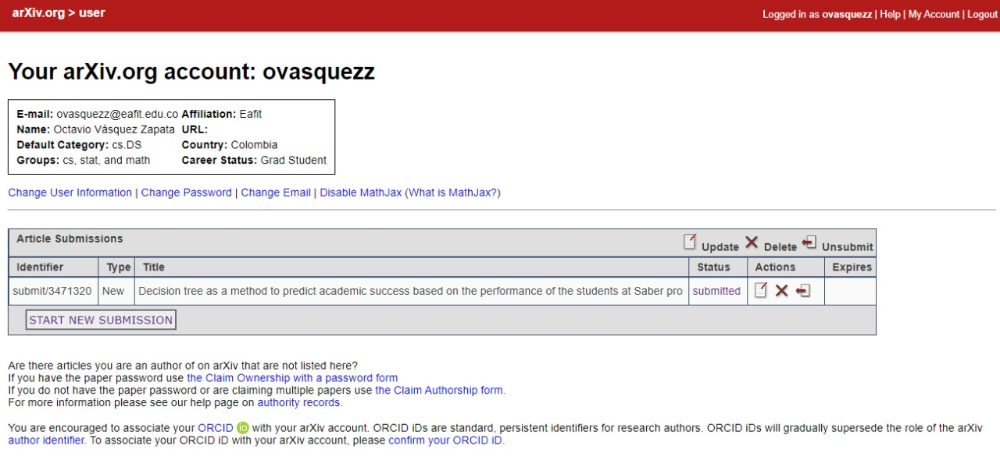 arXiv.org > user
Logged in as ovasquezz | Help | My Account | Logout
Your arXiv.org account: ovasquezz
E-mail: ovasquezz@eafit.edu.co Affiliation: Eafit
Name: Octavio Vásquez Zapata URL:
Default Category: cs.DS Country: Colombia
Groups: cs, stat, and math Career Status: Grad Student
Change User Information | Change Password | Change Email | Disable MathJax (What is MathJax?)
Article Submissions Update Delete Unsubmit
Identifier Type Title Status Actions Expires
submit/3471320 New Decision tree as a method to predict academic success based on the performance of the students at Saber pro submitted
START NEW SUBMISSION
Are there articles you are an author of on arXiv that are not listed here?
If you have the paper password use the Claim Ownership with a password form
If you do not have the paper password or are claiming multiple papers use the Claim Authorship form.
For more information please see our help page on authority records.
You are encouraged to associate your ORCID iD with your arXiv account. ORCID iDs are standard, persistent identifiers for research authors. ORCID iDs will gradually supersede the role of the arXiv
author identifier. To associate your ORCID iD with your arXiv account, please confirm your ORCID iD.